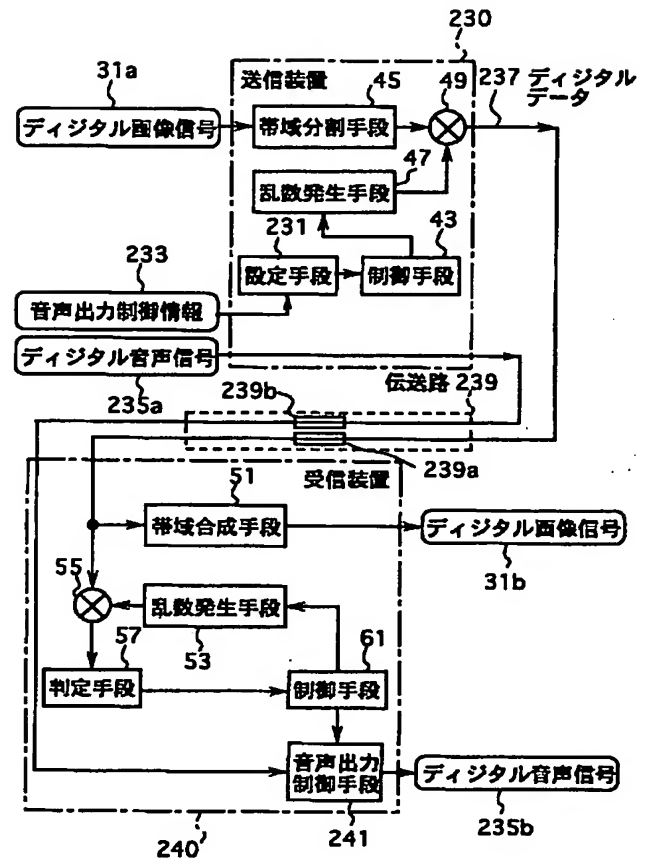 230
31a
送信装置
45
49
237
ディジタル
データ
ディジタル画像信号
帯域分割手段
47
乱数発生手段
231
43
233
設定手段
制御手段
音声出力制御情報
ディジタル音声信号
235a
伝送路 239
239b
239a
51
受信装置
帯域合成手段
ディジタル画像信号
31b
55
乱数発生手段
53
57
61
判定手段
制御手段
音声出力
制御手段
ディジタル音声信号
240
241
235b